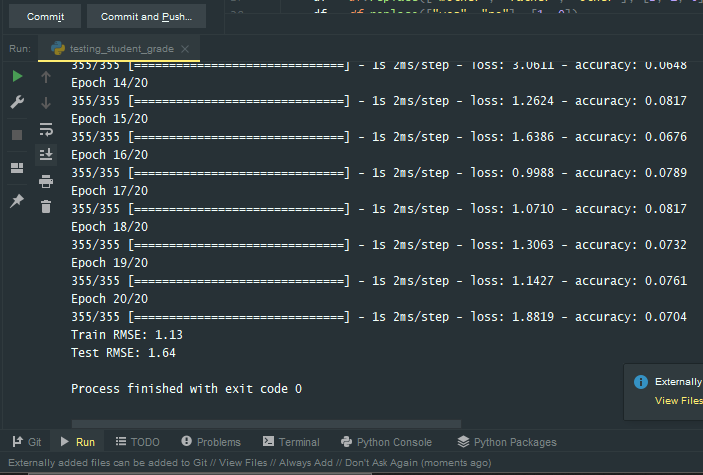 Commit
Commit and Push...
Run:
testing_student_grade
355/355 [==============================] - 1s 2ms/step - loss: 3.0611 - accuracy: 0.0648
Epoch 14/20
355/355 [==============================] - 1s 2ms/step - loss: 1.2624 - accuracy: 0.0817
Epoch 15/20
355/355 [==============================] - 1s 2ms/step - loss: 1.6386 - accuracy: 0.0676
Epoch 16/20
355/355 [==============================] - 1s 2ms/step - loss: 0.9988 - accuracy: 0.0789
Epoch 17/20
355/355 [==============================] - 1s 2ms/step - loss: 1.0710 - accuracy: 0.0817
Epoch 18/20
355/355 [==============================] - 1s 2ms/step - loss: 1.3063 - accuracy: 0.0732
Epoch 19/20
355/355 [==============================] - 1s 2ms/step - loss: 1.1427 - accuracy: 0.0761
Epoch 20/20
355/355 [==============================] - 1s 2ms/step - loss: 1.8819 - accuracy: 0.0704
Train RMSE: 1.13
Test RMSE: 1.64
Process finished with exit code 0
Externally
View Files
Git
Run
TODO
Problems
Terminal
Python Console
Python Packages
Externally added files can be added to Git // View Files // Always Add // Don't Ask Again (moments ago)